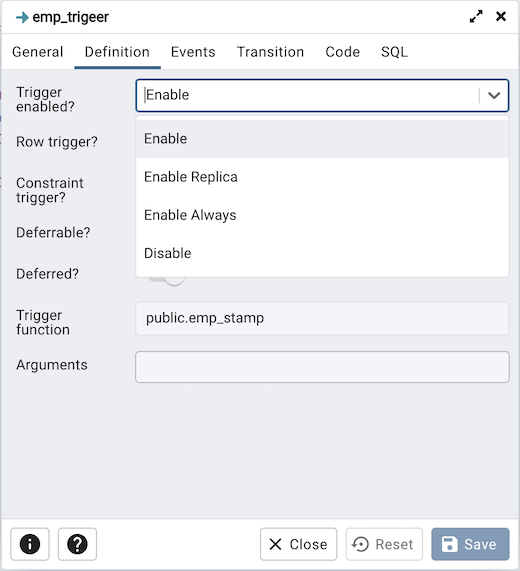 emp_trigeer
General Definition Events Transition Code SQL
Trigger
enabled?
Enable
Row trigger?
Enable
Enable Replica
Constraint
trigger?
Enable Always
Deferrable?
Disable
Deferred?
Trigger
function
public.emp_stamp
Arguments
Close Reset Save